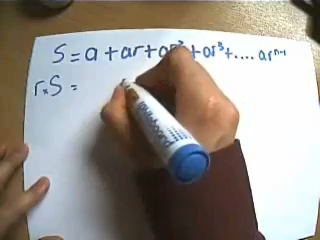 S = a + ar + ar² + ar³ + .... arⁿ⁻¹
r × S =